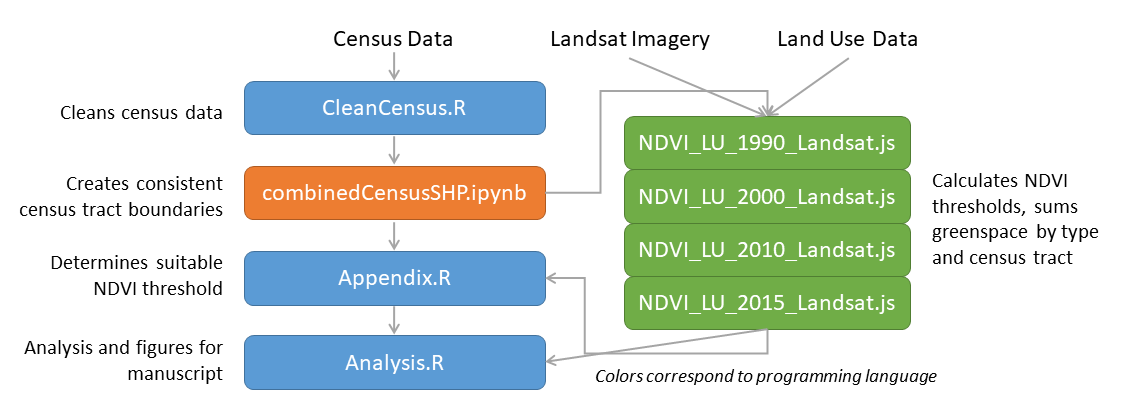 Census Data
Landsat Imagery
Land Use Data
Cleans census data
CleanCensus.R
Creates consistent
census tract boundaries
combinedCensusSHP.ipynb
Determines suitable
NDVI threshold
Appendix.R
Analysis and figures for
manuscript
Analysis.R
NDVI_LU_1990_Landsat.js
NDVI_LU_2000_Landsat.js
NDVI_LU_2010_Landsat.js
NDVI_LU_2015_Landsat.js
Calculates NDVI
thresholds, sums
greenspace by type
and census tract
Colors correspond to programming language